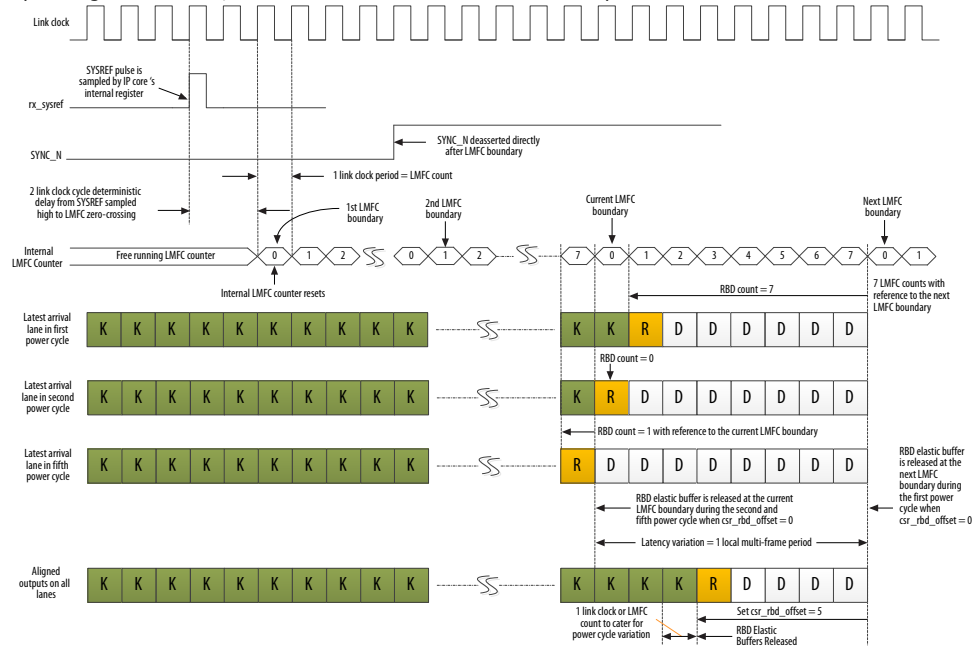 Link clock
SYSREF pulse is
sampled by IP core 's
internal register
rx_sysref
SYNC_N deasserted directly
after LMFC boundary
SYNC_N
1 link clock period = LMFC count
2 link clock cycle deterministic
delay from SYSREF sampled
high to LMFC zero-crossing
1st LMFC
boundary
2nd LMFC
boundary
Current LMFC
boundary
Next LMFC
boundary
Internal
LMFC Counter
Free running LMFC counter
0 1 2 0 1 2 7 0 1 2 3 4 5 6 7 0 1
Internal LMFC counter resets
RBD count = 7
7 LMFC counts with
reference to the next
LMFC boundary
Latest arrival
lane in first
power cycle
K K K K K K K K K K K K R D D D D D D
RBD count = 0
Latest arrival
lane in second
power cycle
K K K K K K K K K K K R D D D D D D D
RBD count = 1 with reference to the current LMFC boundary
Latest arrival
lane in fifth
power cycle
K K K K K K K K K K R D D D D D D D D
RBD elastic buffer
is released at the
next LMFC
boundary during
the first power
cycle when
csr_rbd_offset = 0
RBD elastic buffer is released at the current
LMFC boundary during the second and
fifth power cycle when csr_rbd_offset = 0
Latency variation = 1 local multi-frame period
Aligned
outputs on all
lanes
K K K K K K K K K K K K K K R D D D D
1 link clock or LMFC
count to cater for
power cycle variation
Set csr_rbd_offset = 5
RBD Elastic
Buffers Released